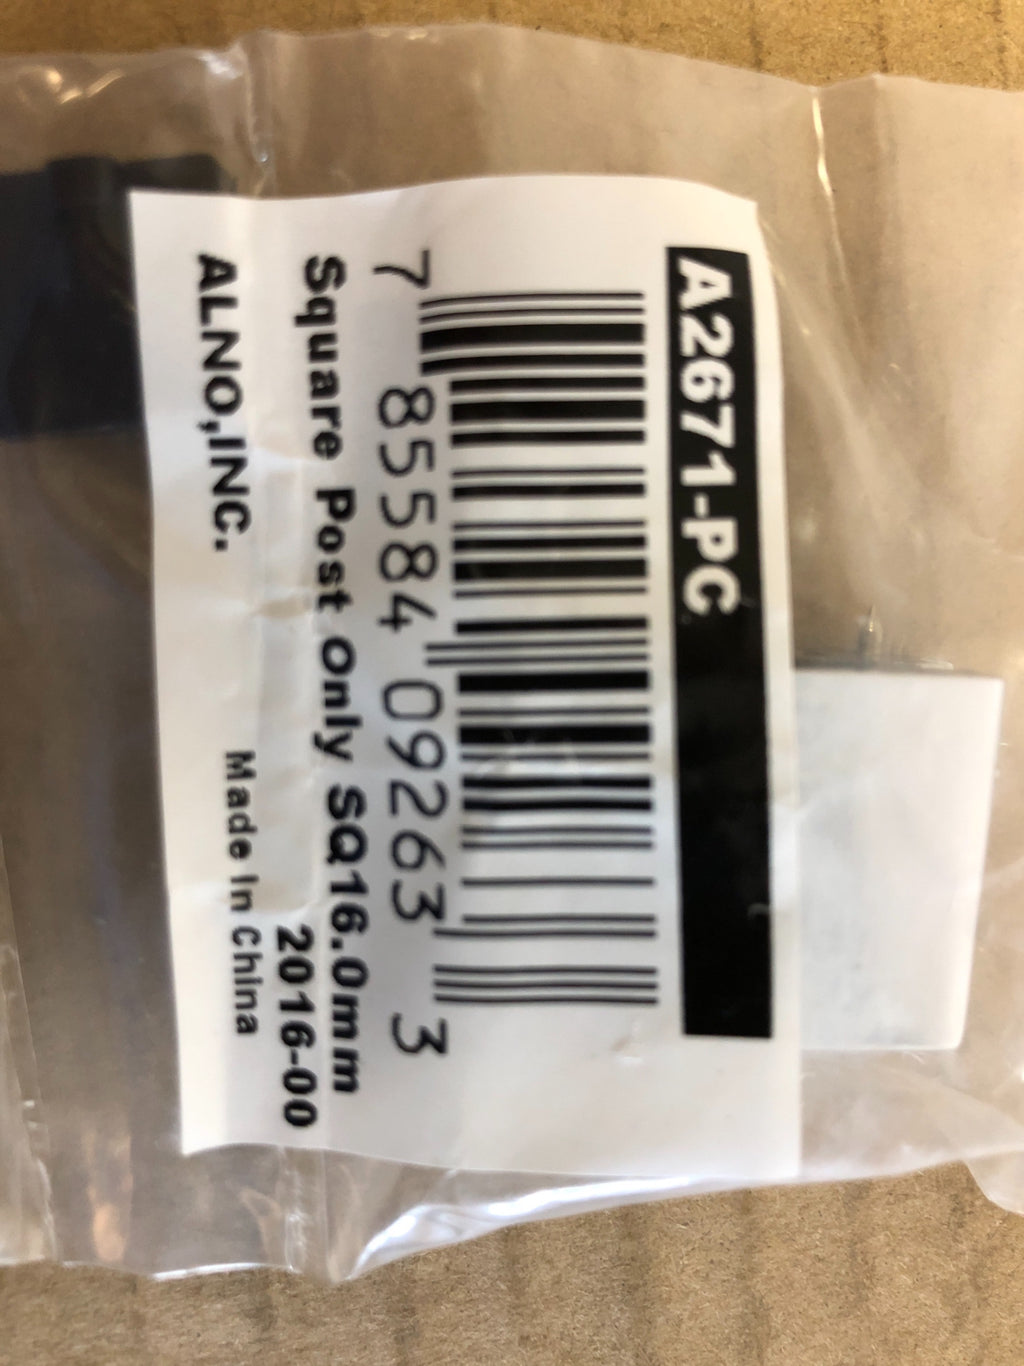 A2671-PC
7 85584 09263 3
Square Post Only SQ16.0mm
2016-00
ALNO,INC.
Made In China